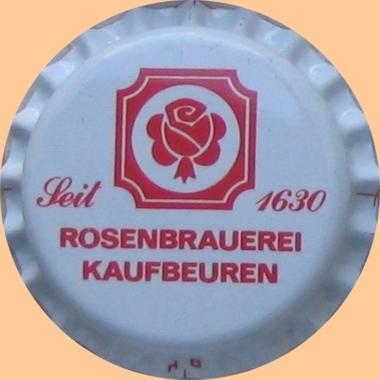 Seit 1630
ROSENBRAUEREI
KAUFBEUREN